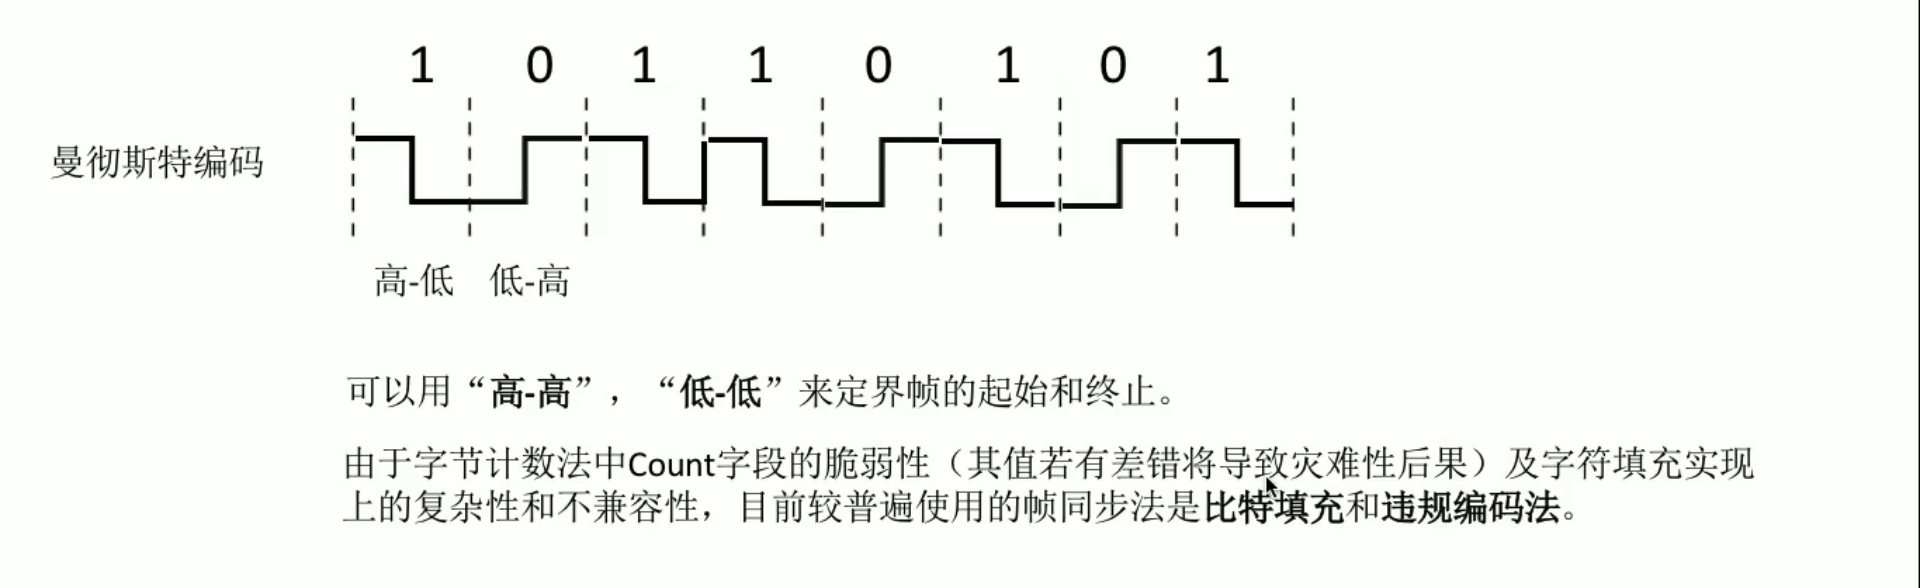 1 0 1 1 0 1 0 1
曼彻斯特编码
高-低 低-高
可以用“高-高”，“低-低”来定界帧的起始和终止。
由于字节计数法中Count字段的脆弱性（其值若有差错将导致灾难性后果）及字符填充实现
上的复杂性和不兼容性，目前较普遍使用的帧同步法是比特填充和违规编码法。